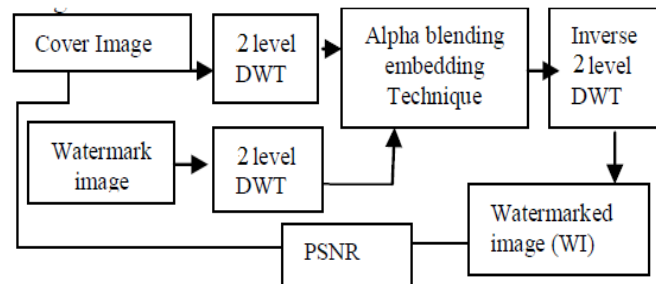 Cover Image
2 level
DWT
Alpha blending
embedding
Technique
Inverse
2 level
DWT
Watermark
image
2 level
DWT
Watermarked
image (WI)
PSNR